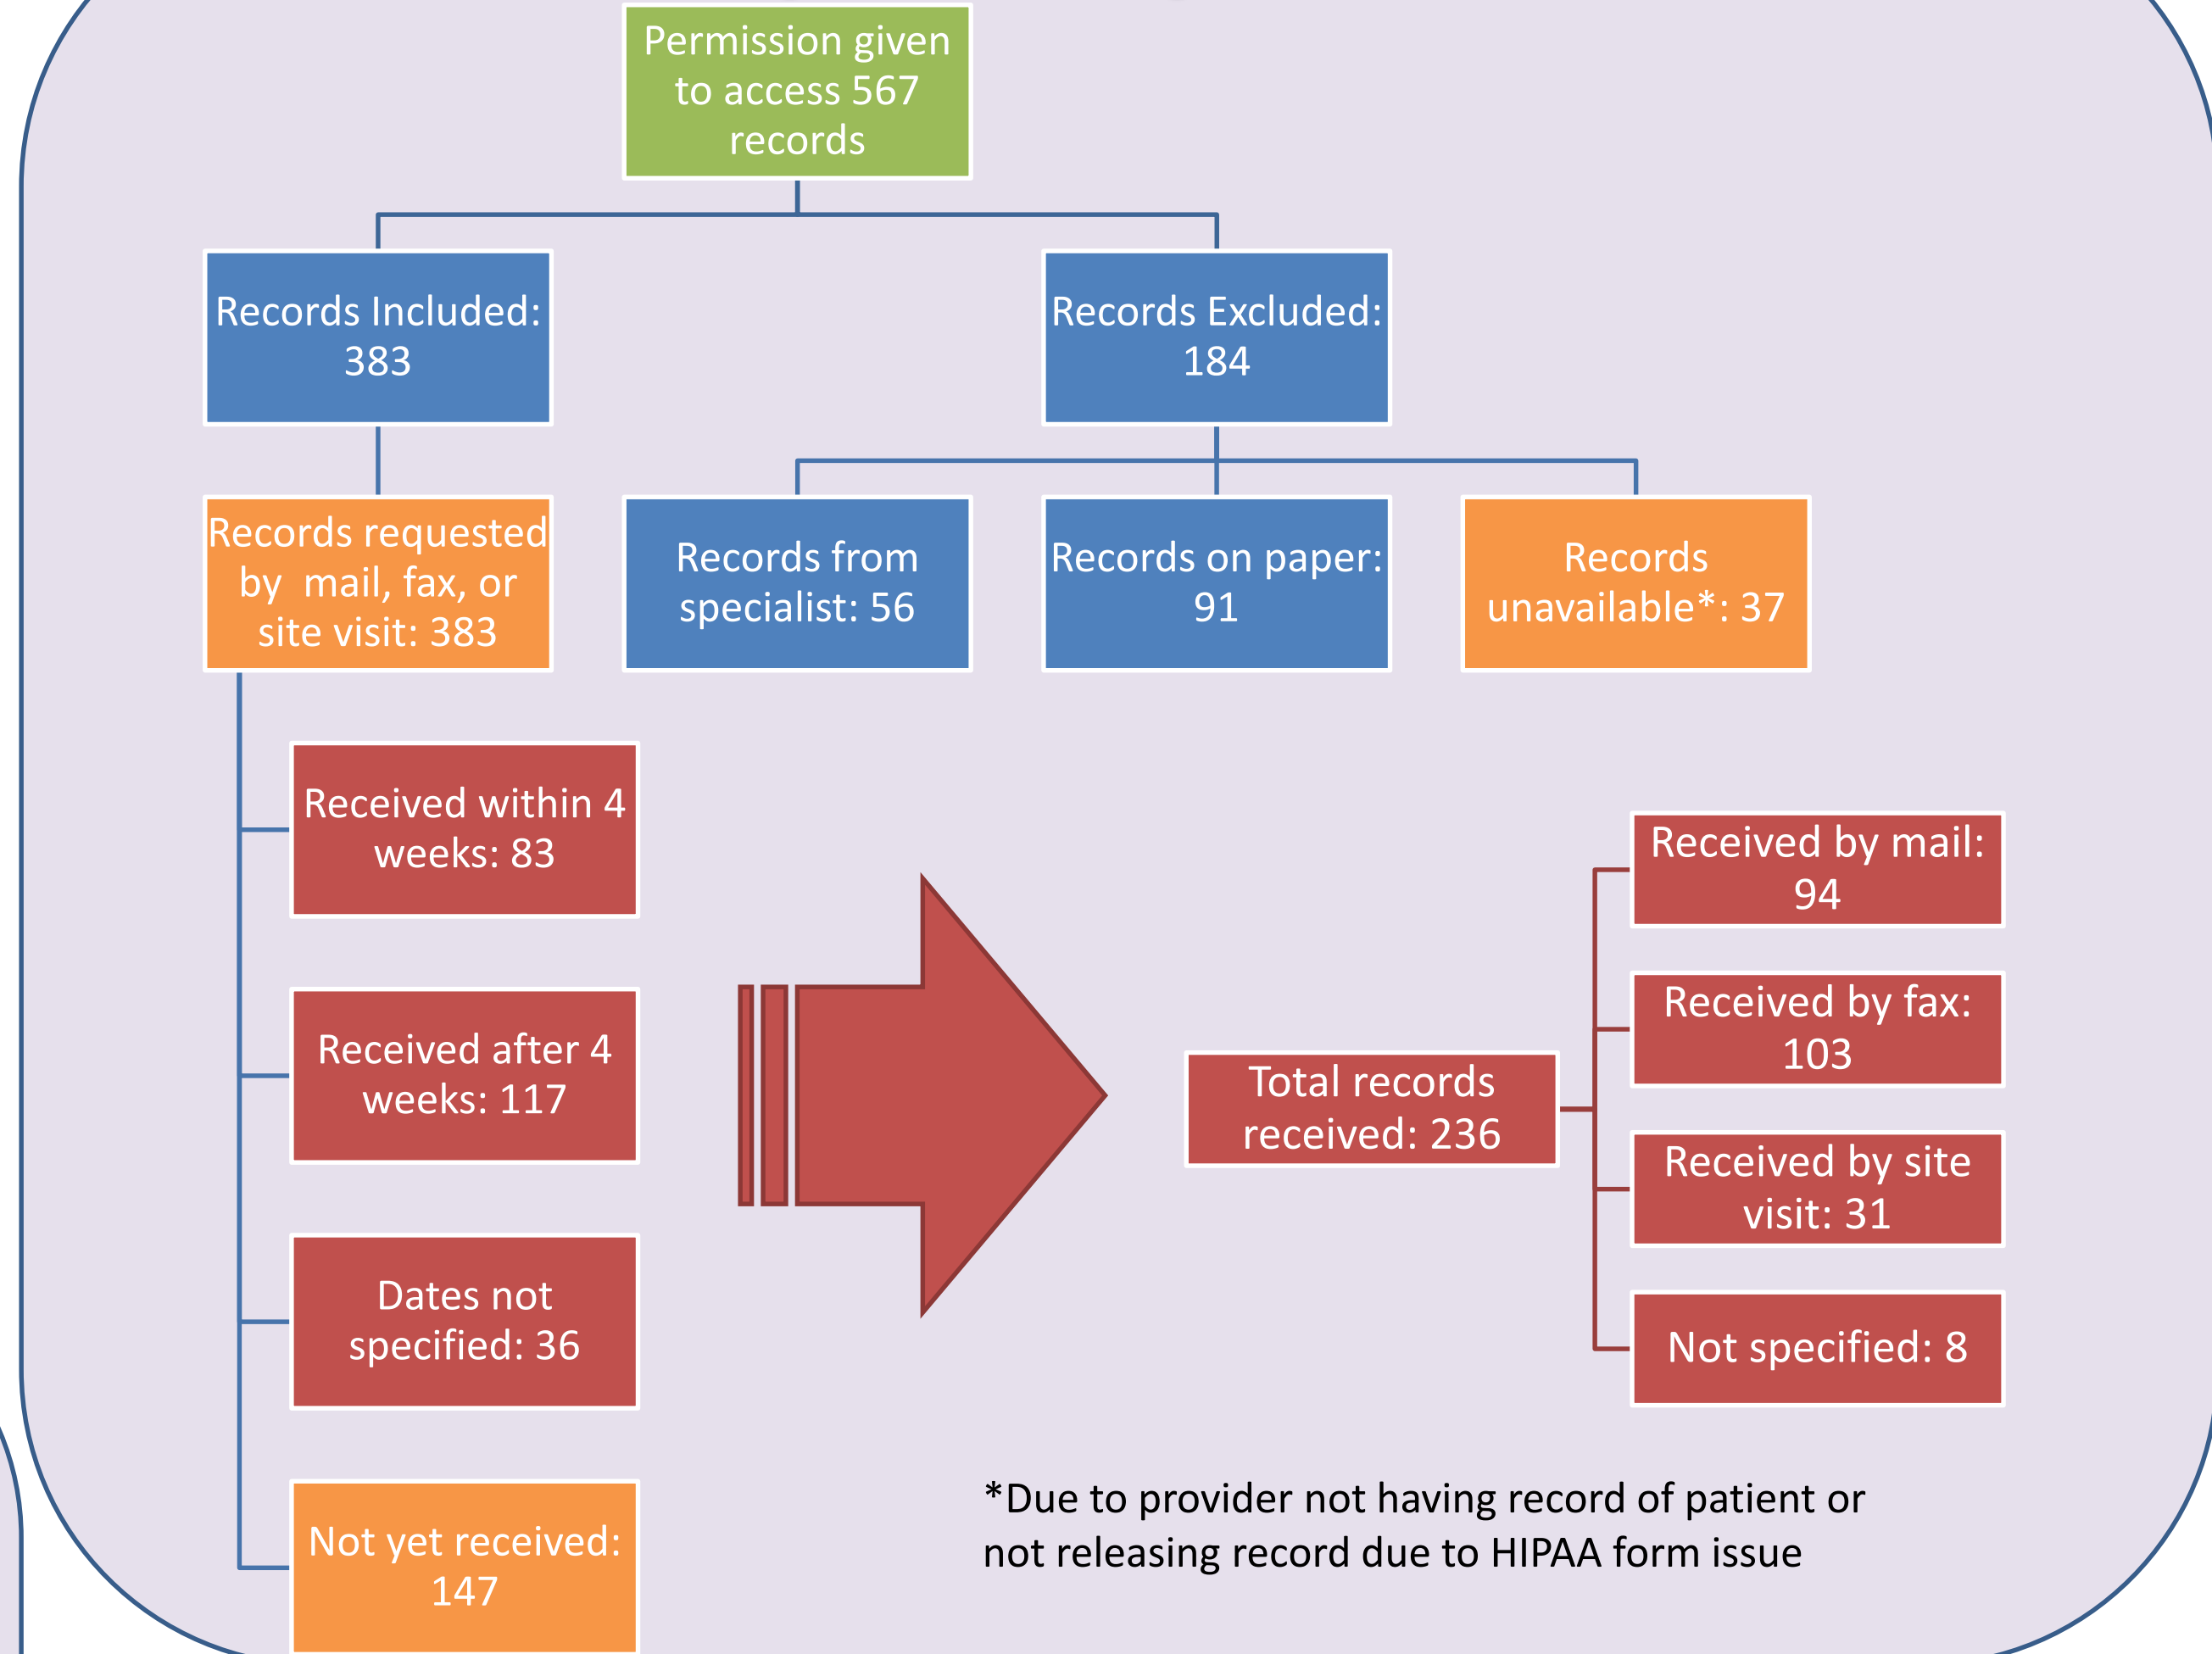 Permission given
to access 567
records
Records Included:
383
Records Excluded:
184
Records requested
by mail, fax, or
site visit: 383
Records from
specialist: 56
Records on paper:
91
Records
unavailable*: 37
Received within 4
weeks: 83
Received after 4
weeks: 117
Dates not
specified: 36
Not yet received:
147
Total records
received: 236
Received by mail:
94
Received by fax:
103
Received by site
visit: 31
Not specified: 8
*Due to provider not having record of patient or
not releasing record due to HIPAA form issue